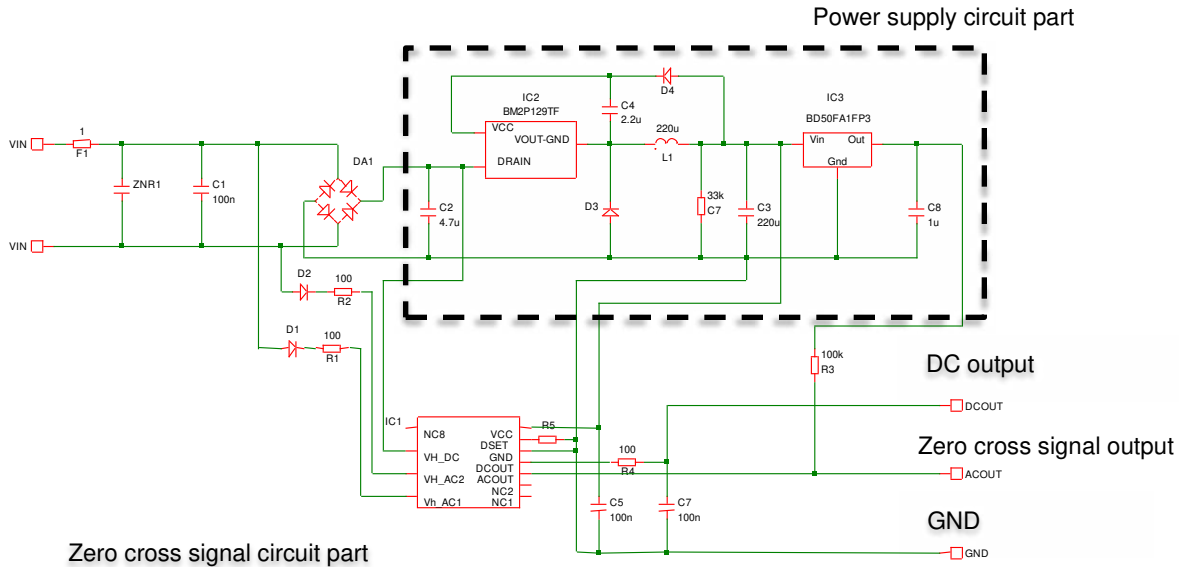 Power supply circuit part
VIN
1
F1
ZNR1
C1
100n
DA1
C2
4.7u
IC2
BM2P129TF
VCC
VOUT-GND
DRAIN
C4
2.2u
D4
220u
L1
D3
33k
C7
C3
220u
IC3
BD50FA1FP3
Vin
Out
Gnd
C8
1u
VIN
D2
100
R2
D1
100
R1
100k
R3
DC output
DCOUT
Zero cross signal output
ACOUT
IC1
NC8
VH_DC
VH_AC2
Vh_AC1
VCC
DSET
GND
DCOUT
ACOUT
NC2
NC1
R5
100
R4
C5
100n
C7
100n
GND
GND
Zero cross signal circuit part